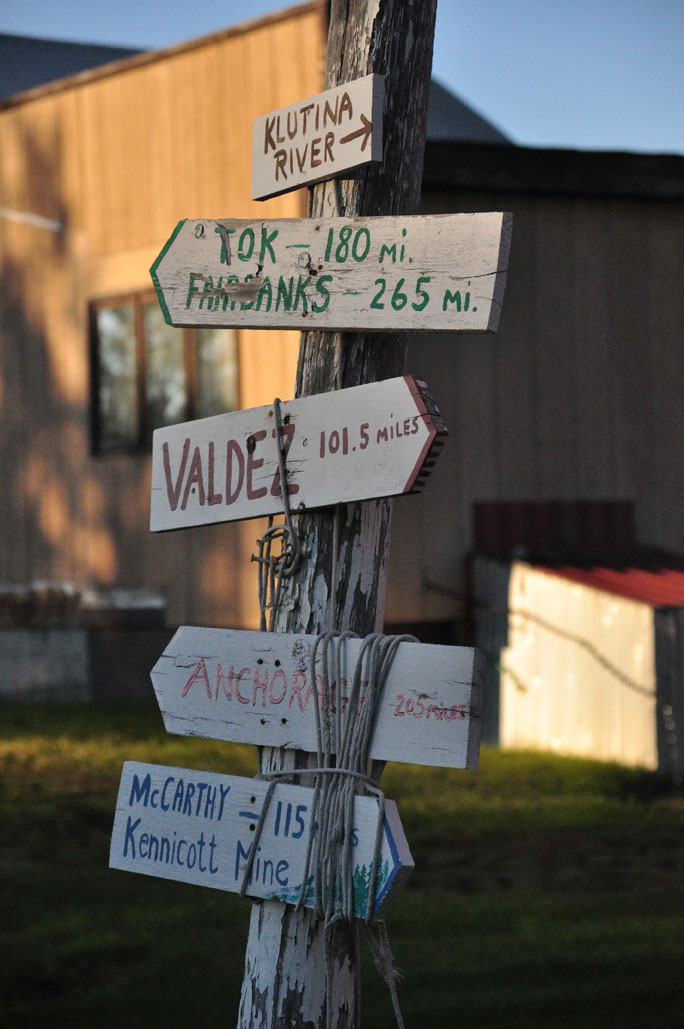 KLUTINA
RIVER →
TOK — 180 MI.
FAIRBANKS — 265 MI.
VALDEZ 101.5 MILES
ANCHORAGE 205 MILES
McCARTHY — 115
Kennicott Mine